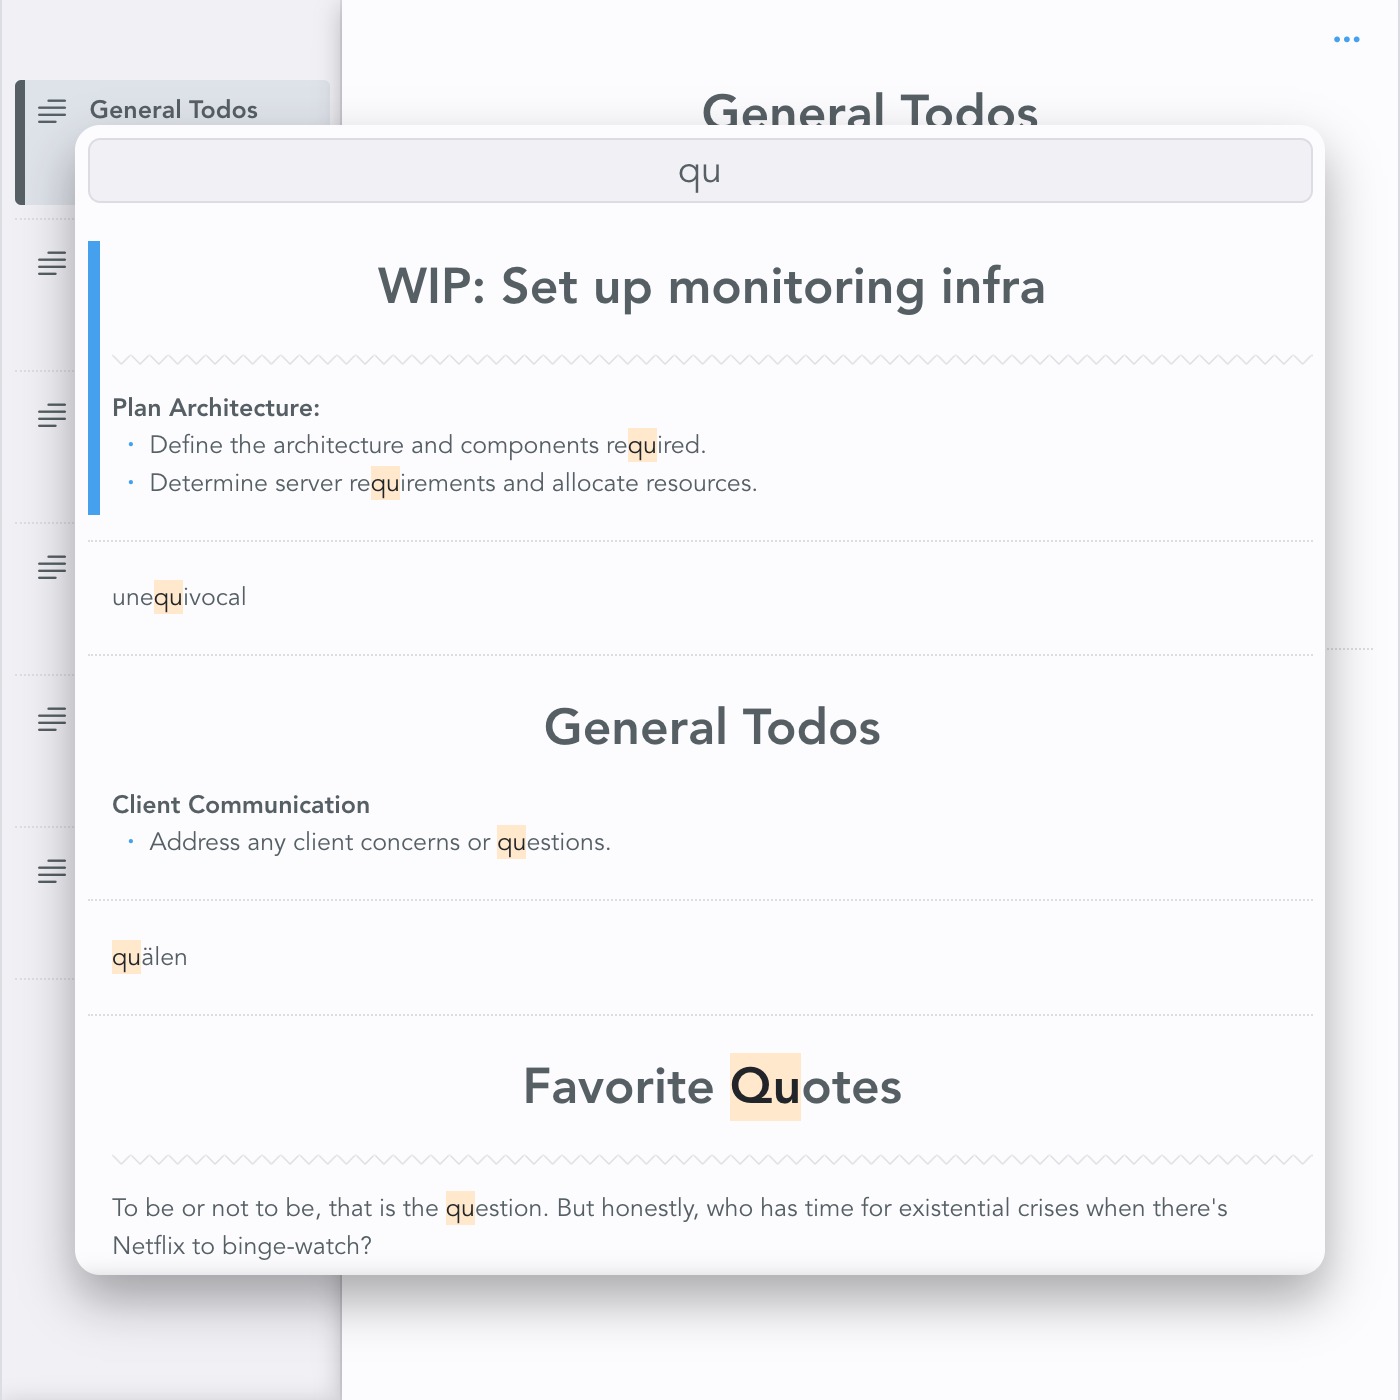 General Todos
General Todos
qu
WIP: Set up monitoring infra
Plan Architecture:
• Define the architecture and components required.
• Determine server requirements and allocate resources.
unequivocal
General Todos
Client Communication
• Address any client concerns or questions.
quälen
Favorite Quotes
To be or not to be, that is the question. But honestly, who has time for existential crises when there's
Netflix to binge-watch?